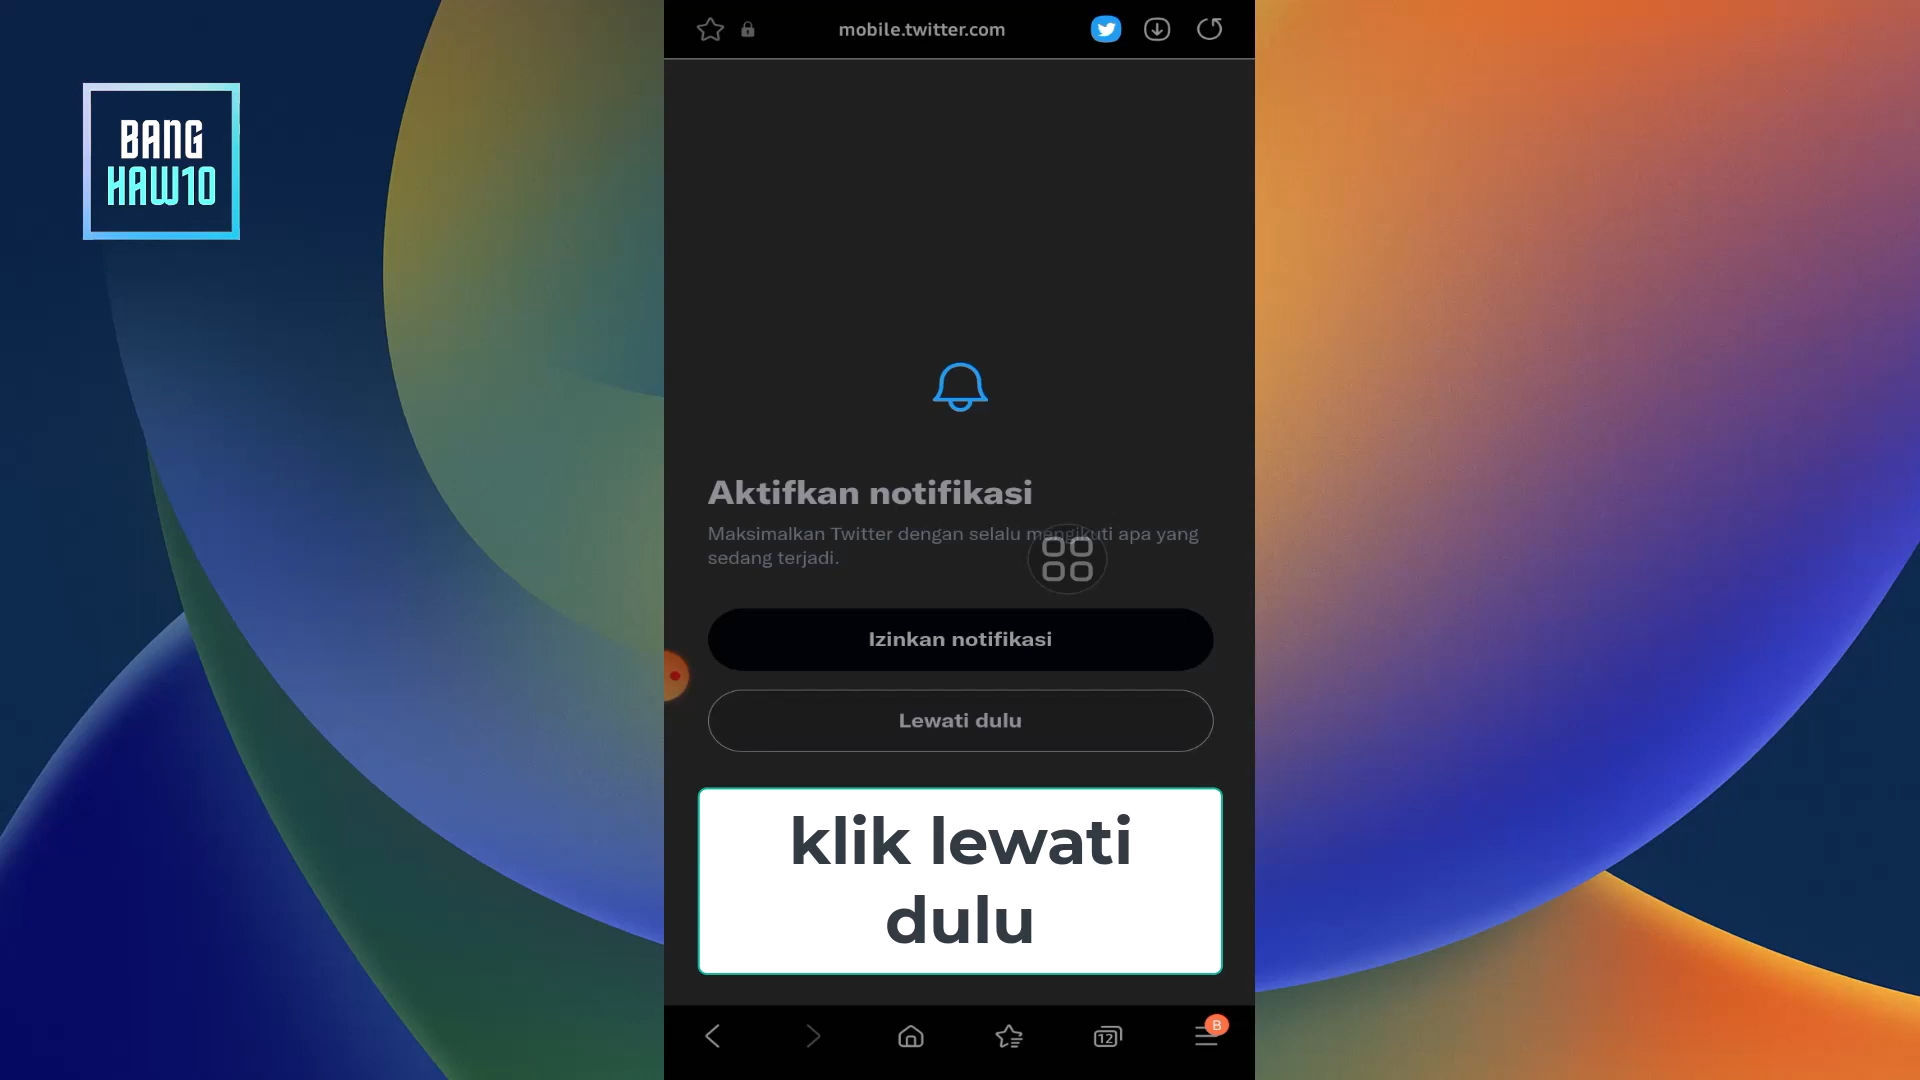 BANG
HAW10
mobile.twitter.com
Aktifkan notifikasi
Maksimalkan Twitter dengan selalu mengikuti apa yang
sedang terjadi.
Izinkan notifikasi
Lewati dulu
klik lewati
dulu
12
B